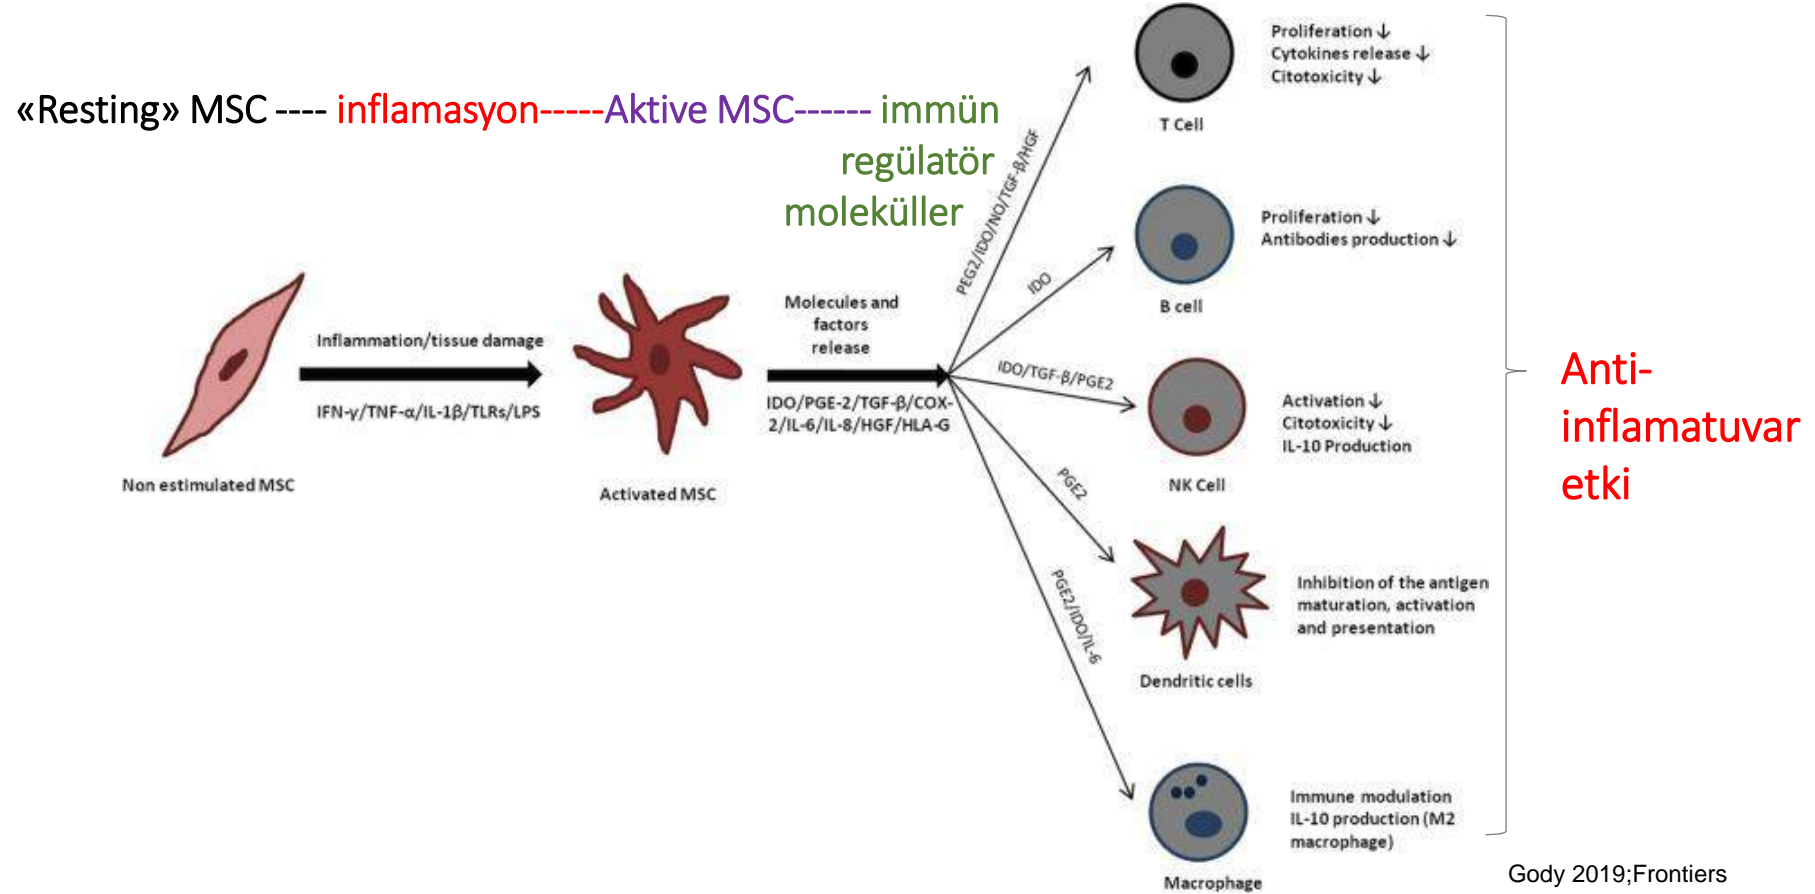 «Resting» MSC ---- inflamasyon-----Aktive MSC------ immün
regülatör
moleküller
Non estimulated MSC
Inflammation/tissue damage
IFN-γ/TNF-α/IL-1β/TLRs/LPS
Activated MSC
Molecules and
factors
release
IDO/PGE-2/TGF-β/COX-
2/IL-6/IL-8/HGF/HLA-G
PEG2/IDO/NO/TGF-β/HGF
IDO
IDO/TGF-β/PGE2
PGE2
PGE2/IDO/IL-6
T Cell
Proliferation ↓
Cytokines release ↓
Citotoxicity ↓
B cell
Proliferation ↓
Antibodies production ↓
NK Cell
Activation ↓
Citotoxicity ↓
IL-10 Production
Dendritic cells
Inhibition of the antigen
maturation, activation
and presentation
Macrophage
Immune modulation
IL-10 production (M2
macrophage)
Anti-
inflamatuvar
etki
Gody 2019;Frontiers